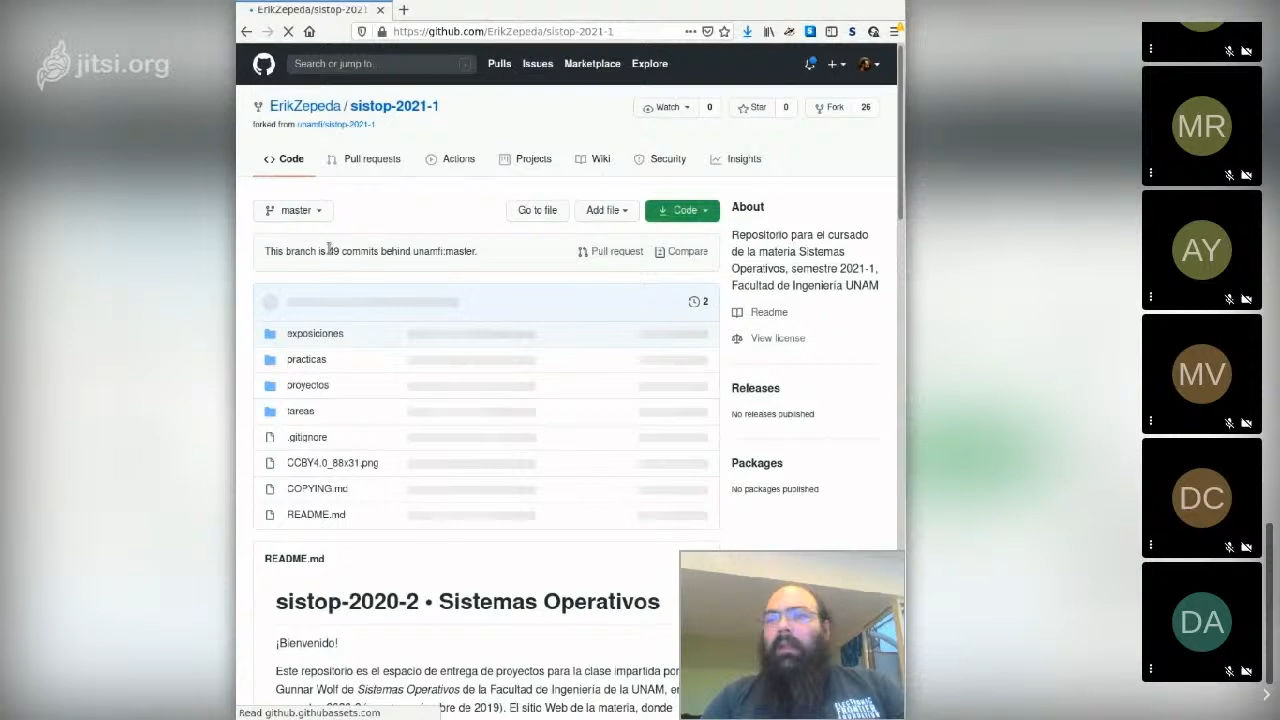 ErikZepeda/sistop-2021
https://github.com/ErikZepeda/sistop-2021-1
jitsi.org
Search or jump to...
Pulls
Issues
Marketplace
Explore
ErikZepeda / sistop-2021-1
forked from unamfi/sistop-2021-1
Watch
0
Star
0
Fork
26
Code
Pull requests
Actions
Projects
Wiki
Security
Insights
master
Go to file
Add file
Code
This branch is 49 commits behind unamfi:master.
Pull request
Compare
2
exposiciones
practicas
proyectos
tareas
.gitignore
CCBY4.0_88x31.png
COPYING.md
README.md
About
Repositorio para el cursado
de la materia Sistemas
Operativos, semestre 2021-1,
Facultad de Ingeniería UNAM
Readme
View license
Releases
No releases published
Packages
No packages published
README.md
sistop-2020-2 • Sistemas Operativos
¡Bienvenido!
Este repositorio es el espacio de entrega de proyectos para la clase impartida por
Gunnar Wolf de Sistemas Operativos de la Facultad de Ingeniería de la UNAM, en
bre de 2019). El sitio Web de la materia, donde
Read github.githubassets.com
ELECTRONIC
FRONTIER
FOUNDATION
MR
AY
MV
DC
DA